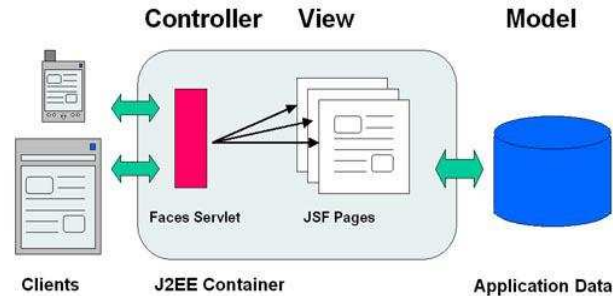 Controller View Model
Faces Servlet JSF Pages
Clients J2EE Container Application Data